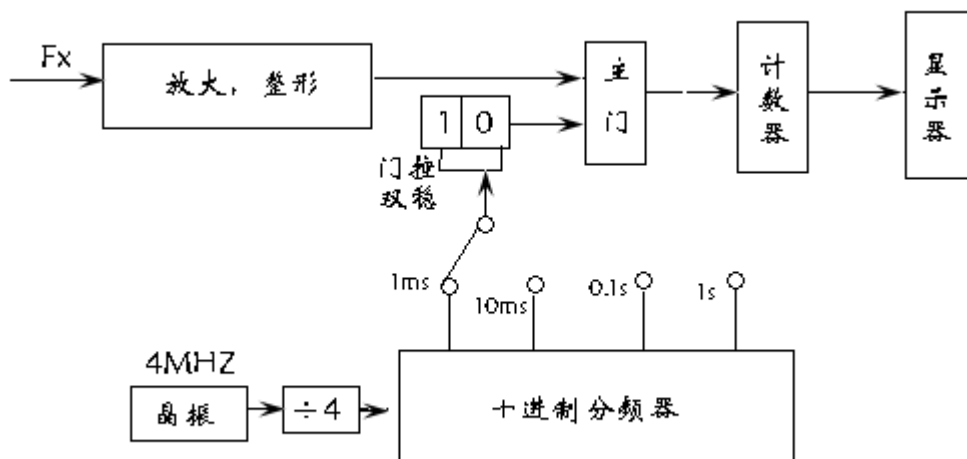 Fx
放大，整形
主门
计数器
显示器
1 0
门控
双稳
1ms
10ms
0.1s
1s
4MHZ
晶振
÷4
十进制分频器